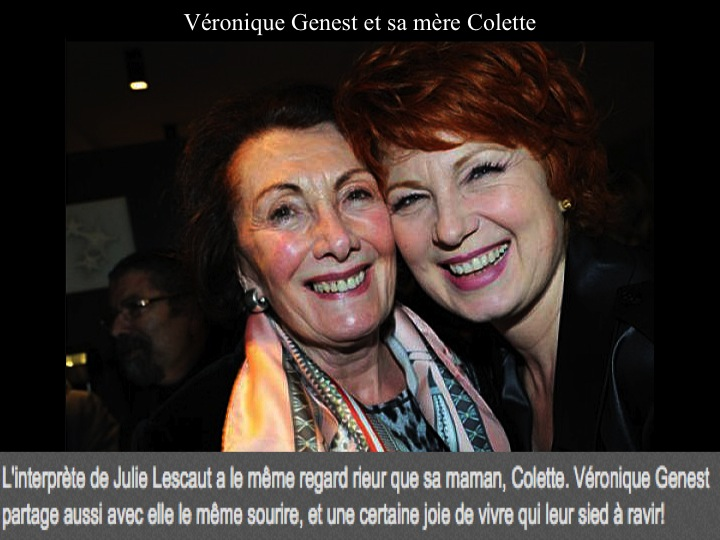 Véronique Genest et sa mère Colette
L'interprète de Julie Lescaut a le même regard rieur que sa maman, Colette. Véronique Genest
partage aussi avec elle le même sourire, et une certaine joie de vivre qui leur sied à ravir!